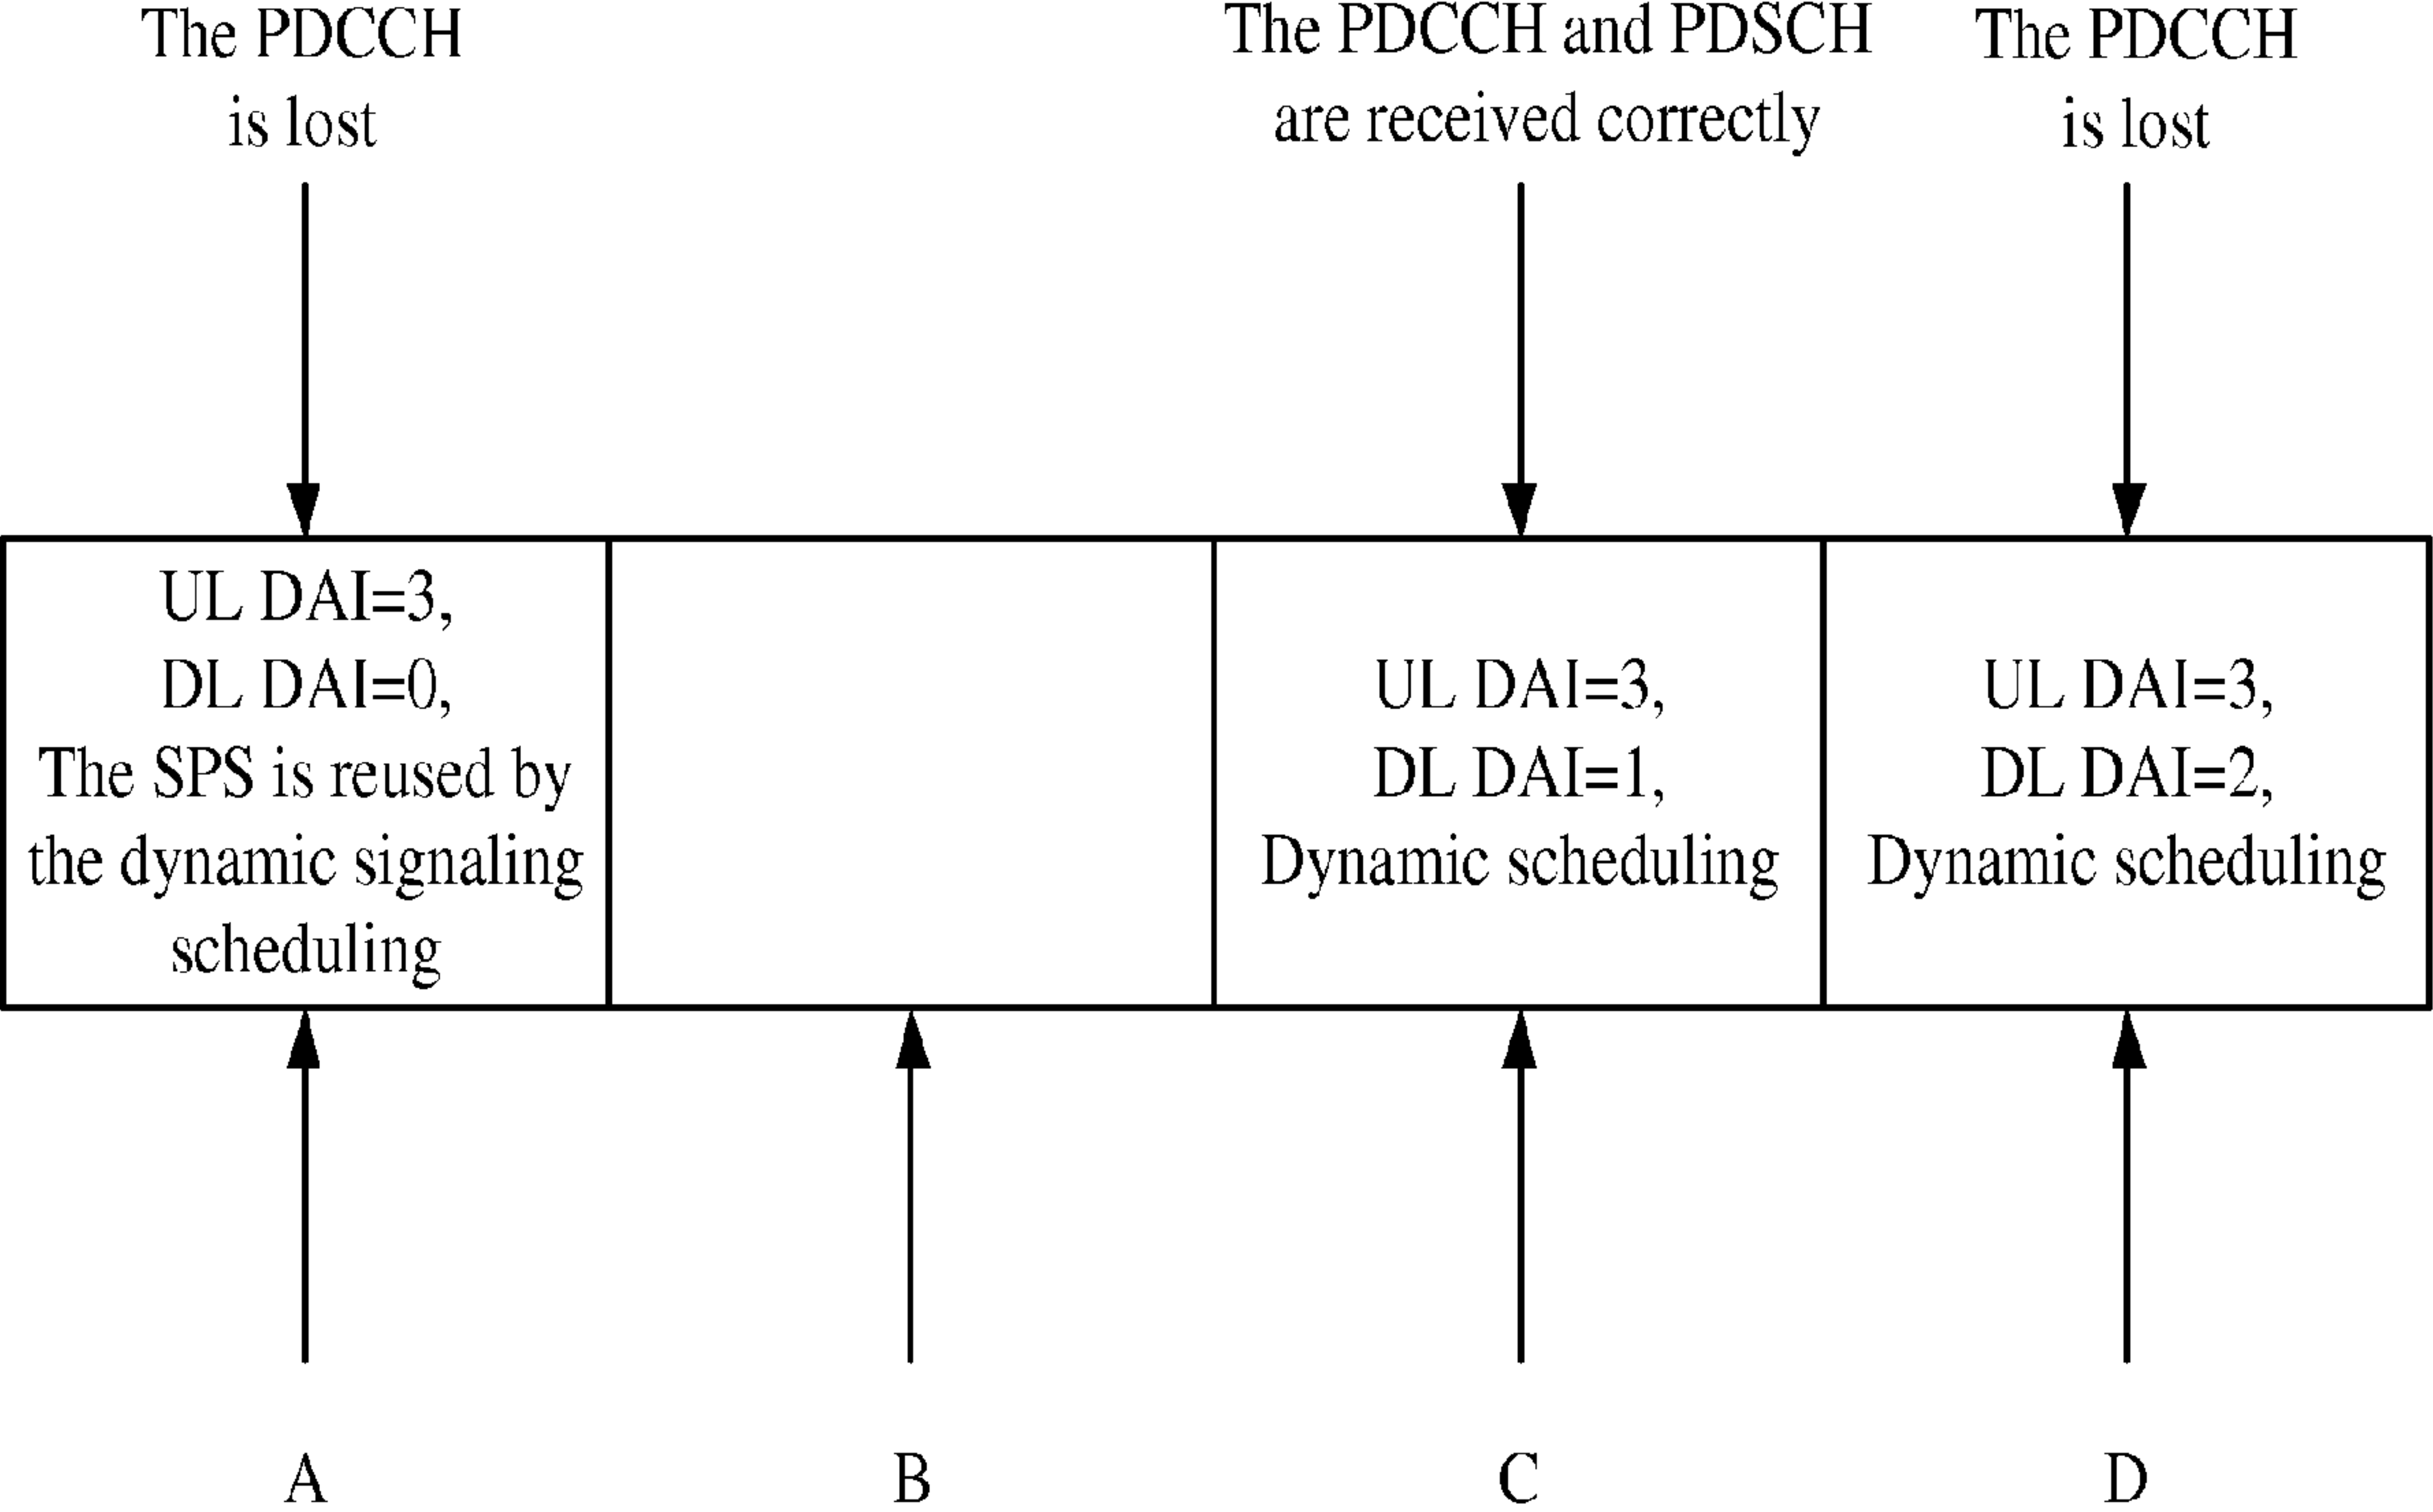 The PDCCH
is lost
The PDCCH and PDSCH
are received correctly
The PDCCH
is lost
UL DAI=3,
DL DAI=0,
The SPS is reused by
the dynamic signaling
scheduling
UL DAI=3,
DL DAI=1,
Dynamic scheduling
UL DAI=3,
DL DAI=2,
Dynamic scheduling
A
B
C
D